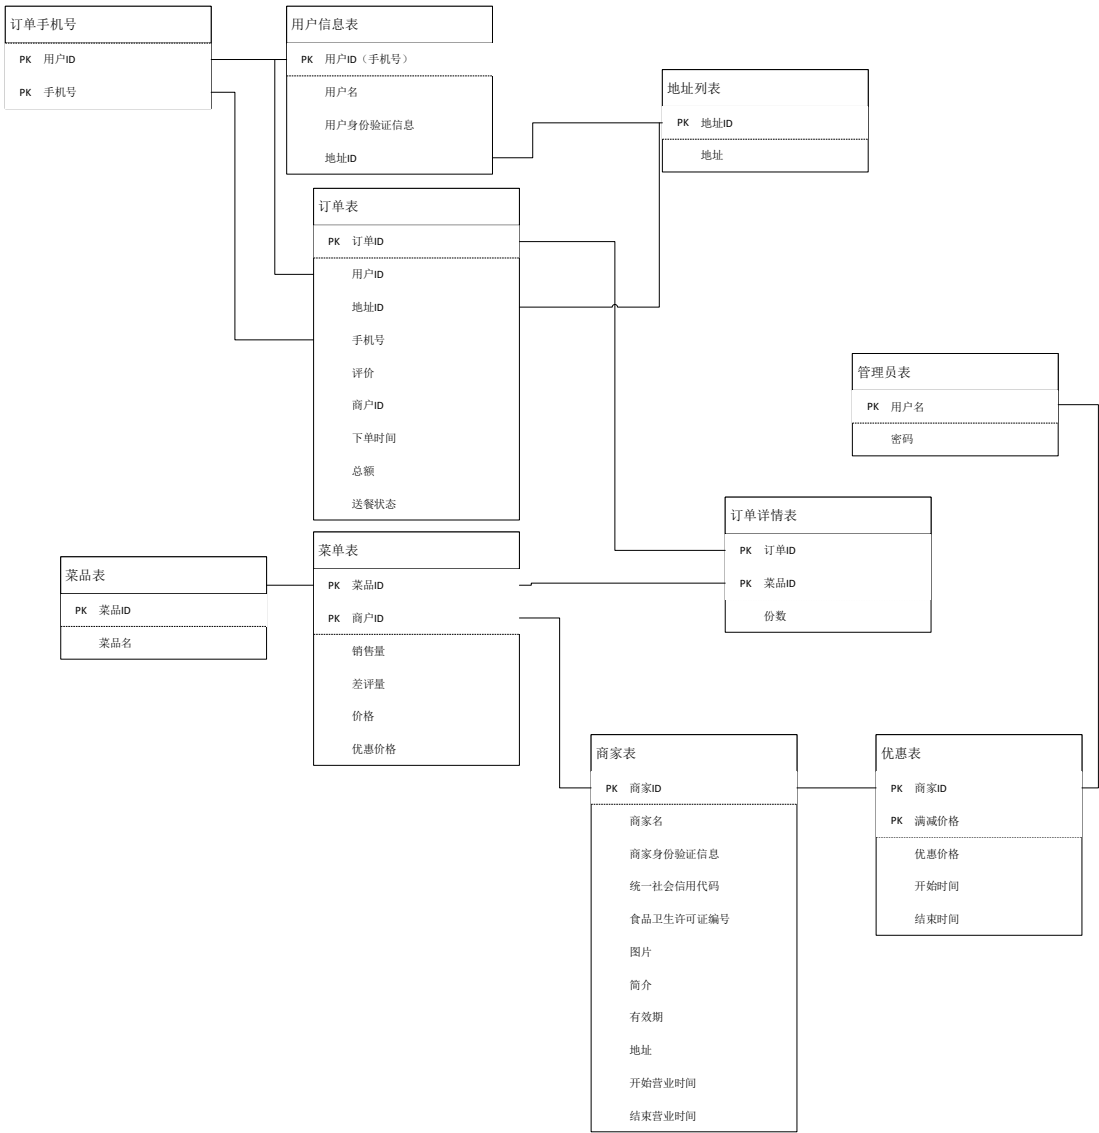 订单手机号
PK 用户ID
PK 手机号
用户信息表
PK 用户ID（手机号）
用户名
用户身份验证信息
地址ID
地址列表
PK 地址ID
地址
订单表
PK 订单ID
用户ID
地址ID
手机号
评价
商户ID
下单时间
总额
送餐状态
管理员表
PK 用户名
密码
订单详情表
PK 订单ID
PK 菜品ID
份数
菜品表
PK 菜品ID
菜品名
菜单表
PK 菜品ID
PK 商户ID
销售量
差评量
价格
优惠价格
商家表
PK 商家ID
商家名
商家身份验证信息
统一社会信用代码
食品卫生许可证编号
图片
简介
有效期
地址
开始营业时间
结束营业时间
优惠表
PK 商家ID
PK 满减价格
优惠价格
开始时间
结束时间